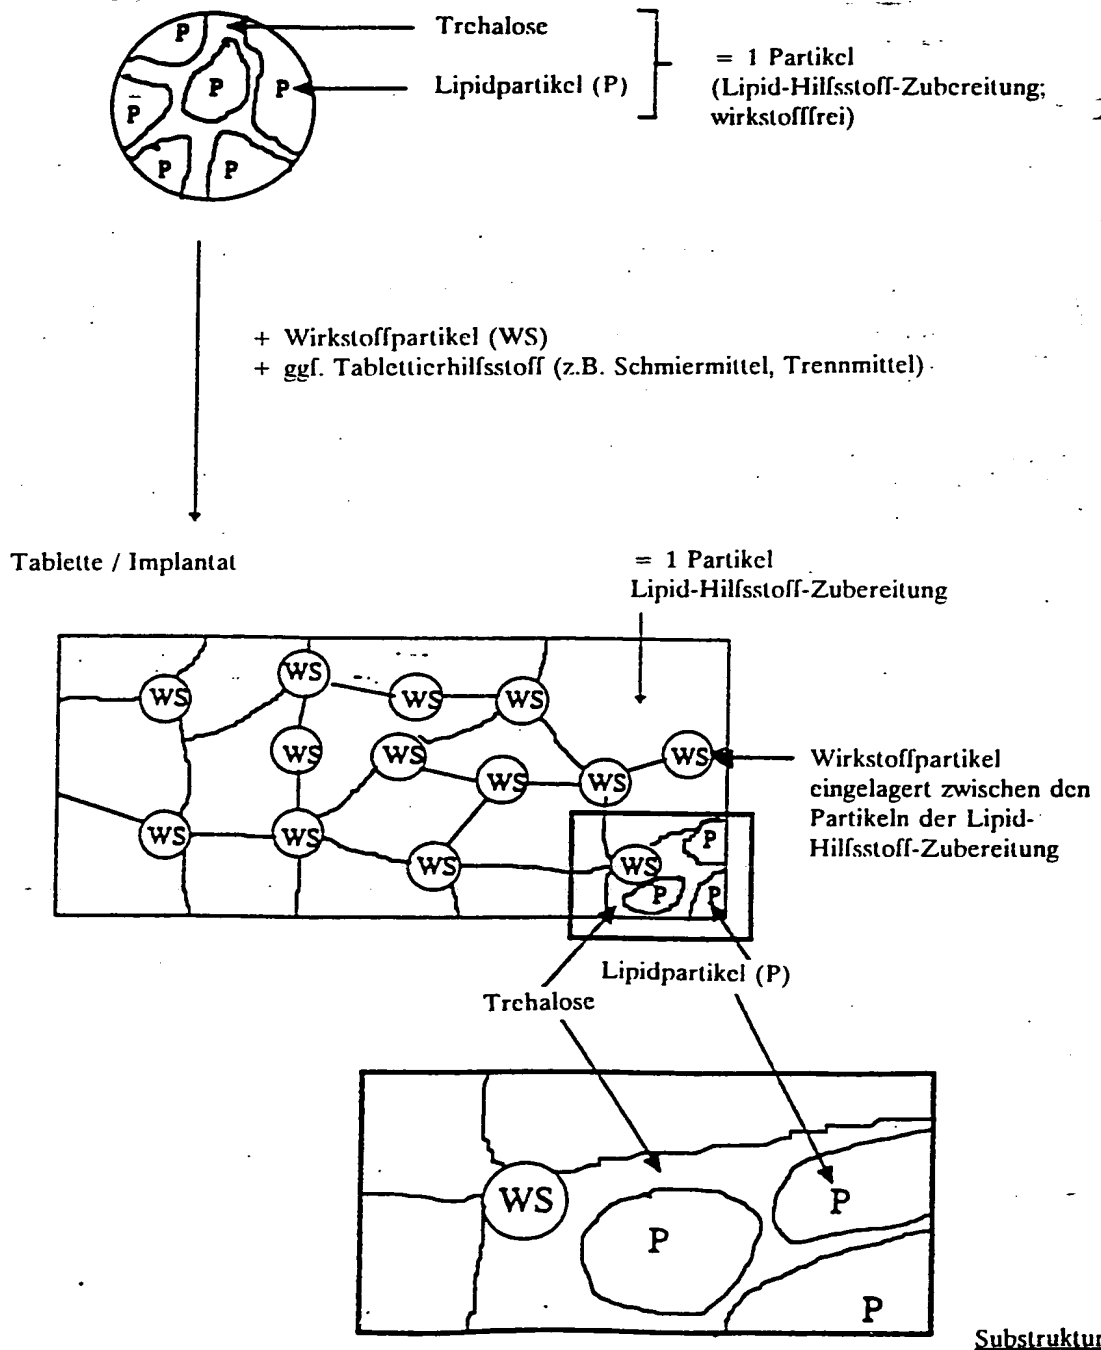 P
Trehalose
P
P
Lipidpartikel (P)
P
P
P
= 1 Partikel
(Lipid-Hilfsstoff-Zubereitung;
wirkstofffrei)
+ Wirkstoffpartikel (WS)
+ ggf. Tablettierhilfsstoff (z.B. Schmiermittel, Trennmittel)
Tablette / Implantat
= 1 Partikel
Lipid-Hilfsstoff-Zubereitung
WS
WS
WS
WS
WS
WS
WS
WS
WS
WS
WS
WS
WS
P
P
P
Wirkstoffpartikel
eingelagert zwischen den
Partikeln der Lipid-
Hilfsstoff-Zubereitung
Lipidpartikel (P)
Trehalose
WS
P
P
P
Substruktur